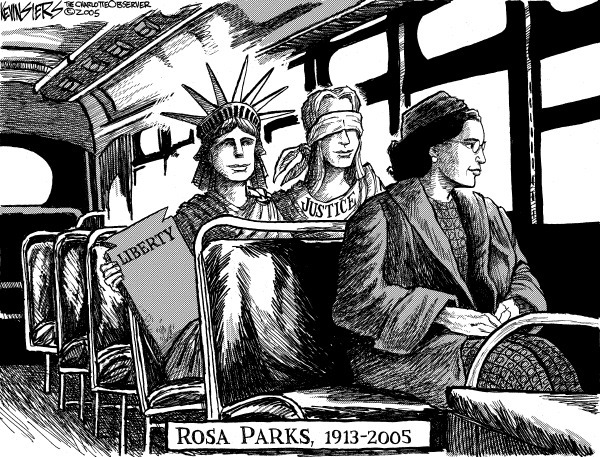 KEVIN SIERS THE CHARLOTTE OBSERVER
©2005
LIBERTY
JUSTICE
ROSA PARKS, 1913-2005